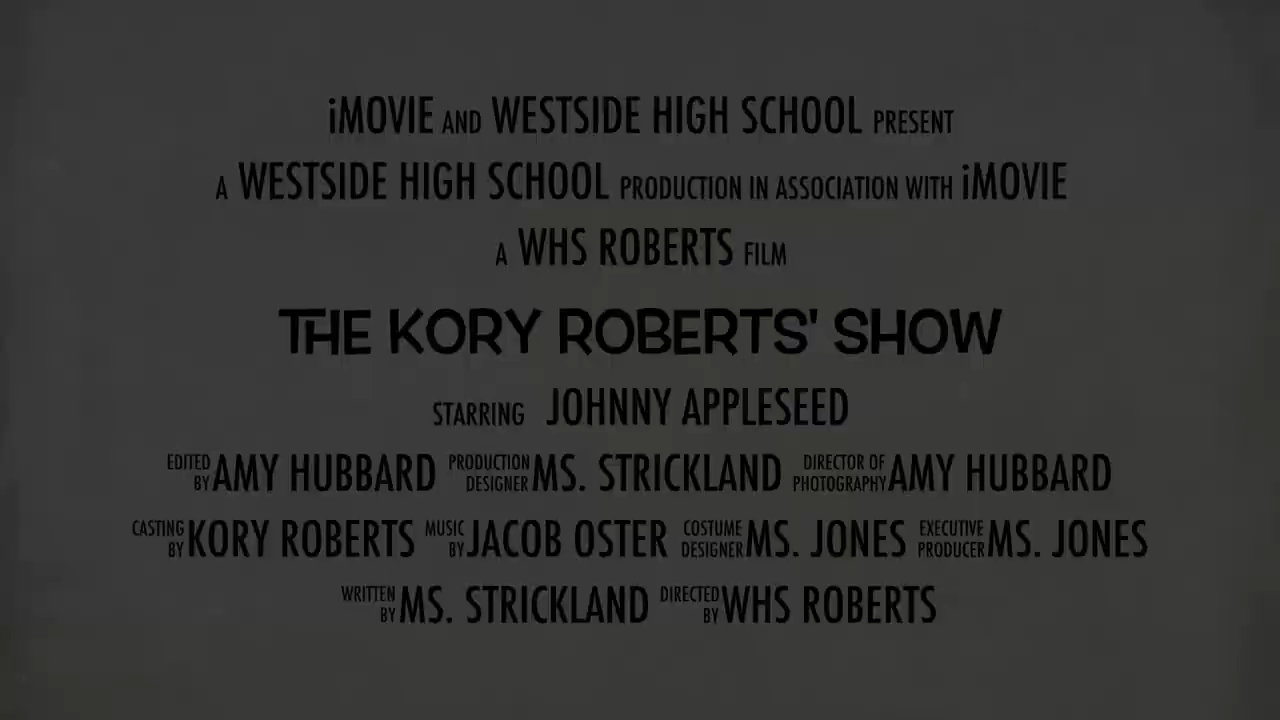 iMOVIE AND WESTSIDE HIGH SCHOOL PRESENT
A WESTSIDE HIGH SCHOOL PRODUCTION IN ASSOCIATION WITH iMOVIE
A WHS ROBERTS FILM
THE KORY ROBERTS' SHOW
STARRING JOHNNY APPLESEED
EDITED BY AMY HUBBARD PRODUCTION DESIGNER MS. STRICKLAND DIRECTOR OF PHOTOGRAPHY AMY HUBBARD
CASTING BY KORY ROBERTS MUSIC BY JACOB OSTER COSTUME DESIGNER MS. JONES EXECUTIVE PRODUCER MS. JONES
WRITTEN BY MS. STRICKLAND DIRECTED BY WHS ROBERTS